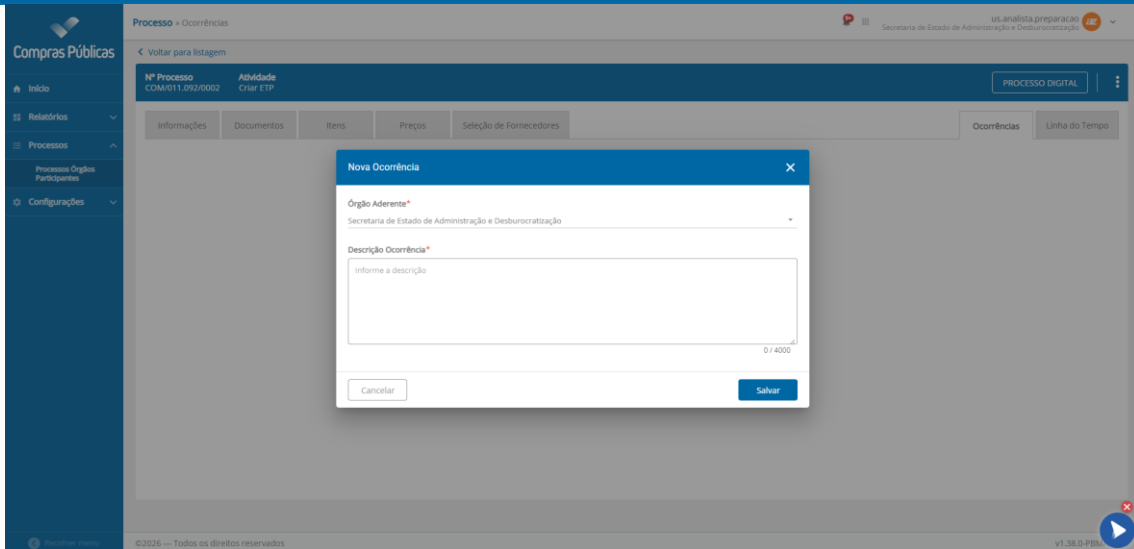 Compras Públicas
Início
Relatórios
Processos
Processos Órgãos
Participantes
Configurações
Recolher menu
Processo » Ocorrências
us.analista.preparacao
Secretaria de Estado de Administração e Desburocratização
Voltar para listagem
Nº Processo
COM/011.092/0002
Atividade
Criar ETP
PROCESSO DIGITAL
Informações
Documentos
Itens
Preços
Seleção de Fornecedores
Ocorrências
Linha do Tempo
Nova Ocorrência
Órgão Aderente*
Secretaria de Estado de Administração e Desburocratização
Descrição Ocorrência*
Informe a descrição
0 / 4000
Cancelar
Salvar
©2026 — Todos os direitos reservados